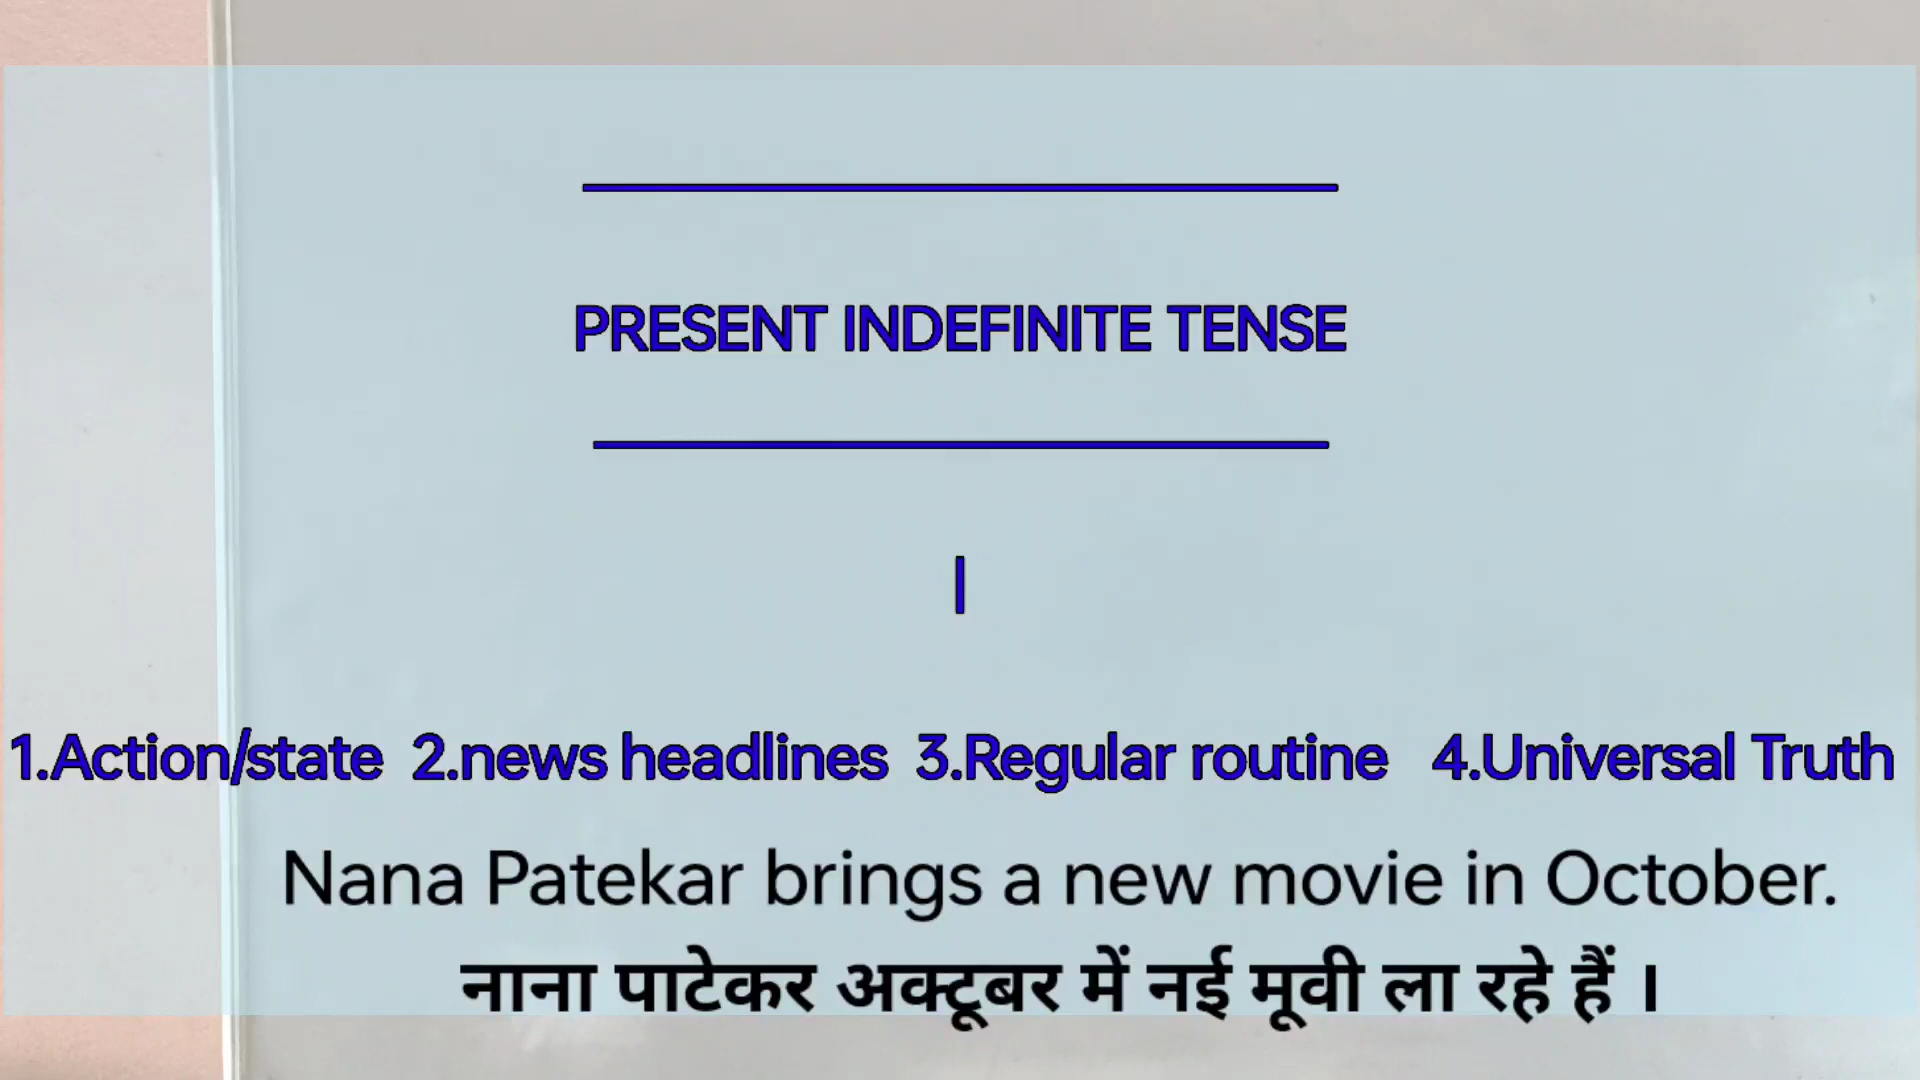 PRESENT INDEFINITE TENSE
1.Action/state 2.news headlines 3.Regular routine 4.Universal Truth
Nana Patekar brings a new movie in October.
नाना पाटेकर अक्टूबर में नई मूवी ला रहे हैं ।